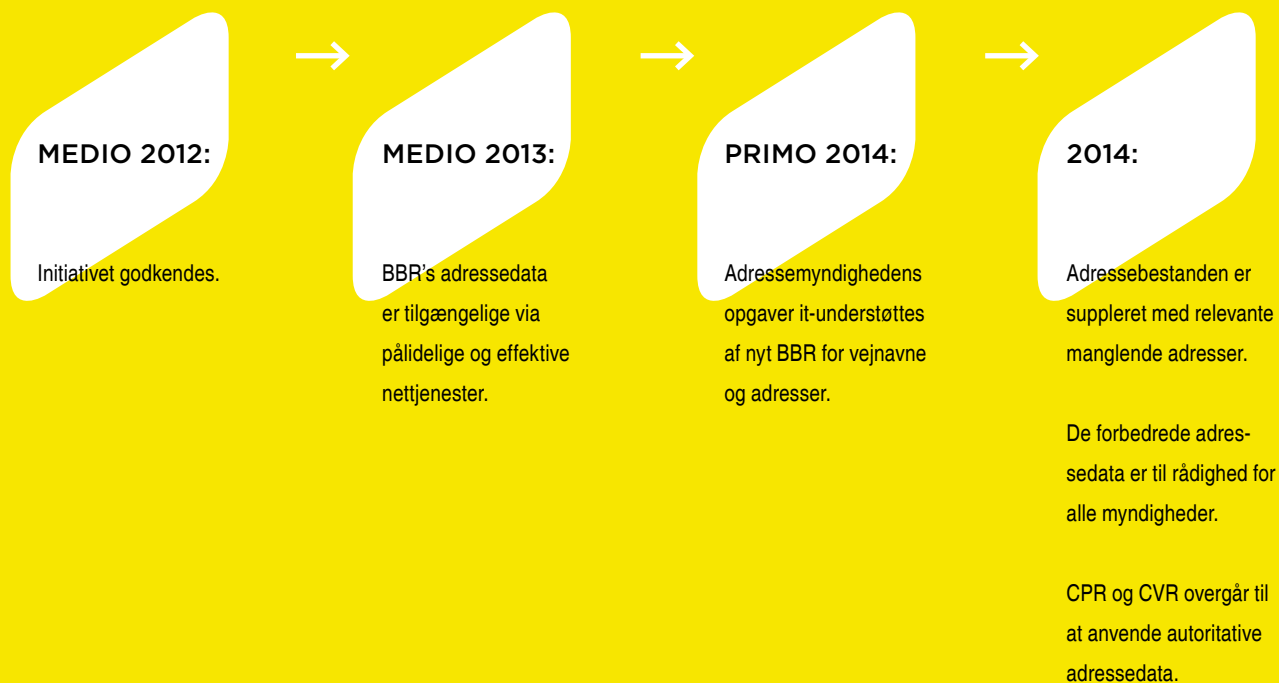 MEDIO 2012:
Initiativet godkendes.
MEDIO 2013:
BBR's adressedata
er tilgængelige via
pålidelige og effektive
nettjenester.
PRIMO 2014:
Adressemyndighedens
opgaver it-understøttes
af nyt BBR for vejnavne
og adresser.
2014:
Adressebestanden er
suppleret med relevante
manglende adresser.
De forbedrede adres-
sedata er til rådighed for
alle myndigheder.
CPR og CVR overgår til
at anvende autoritative
adressedata.